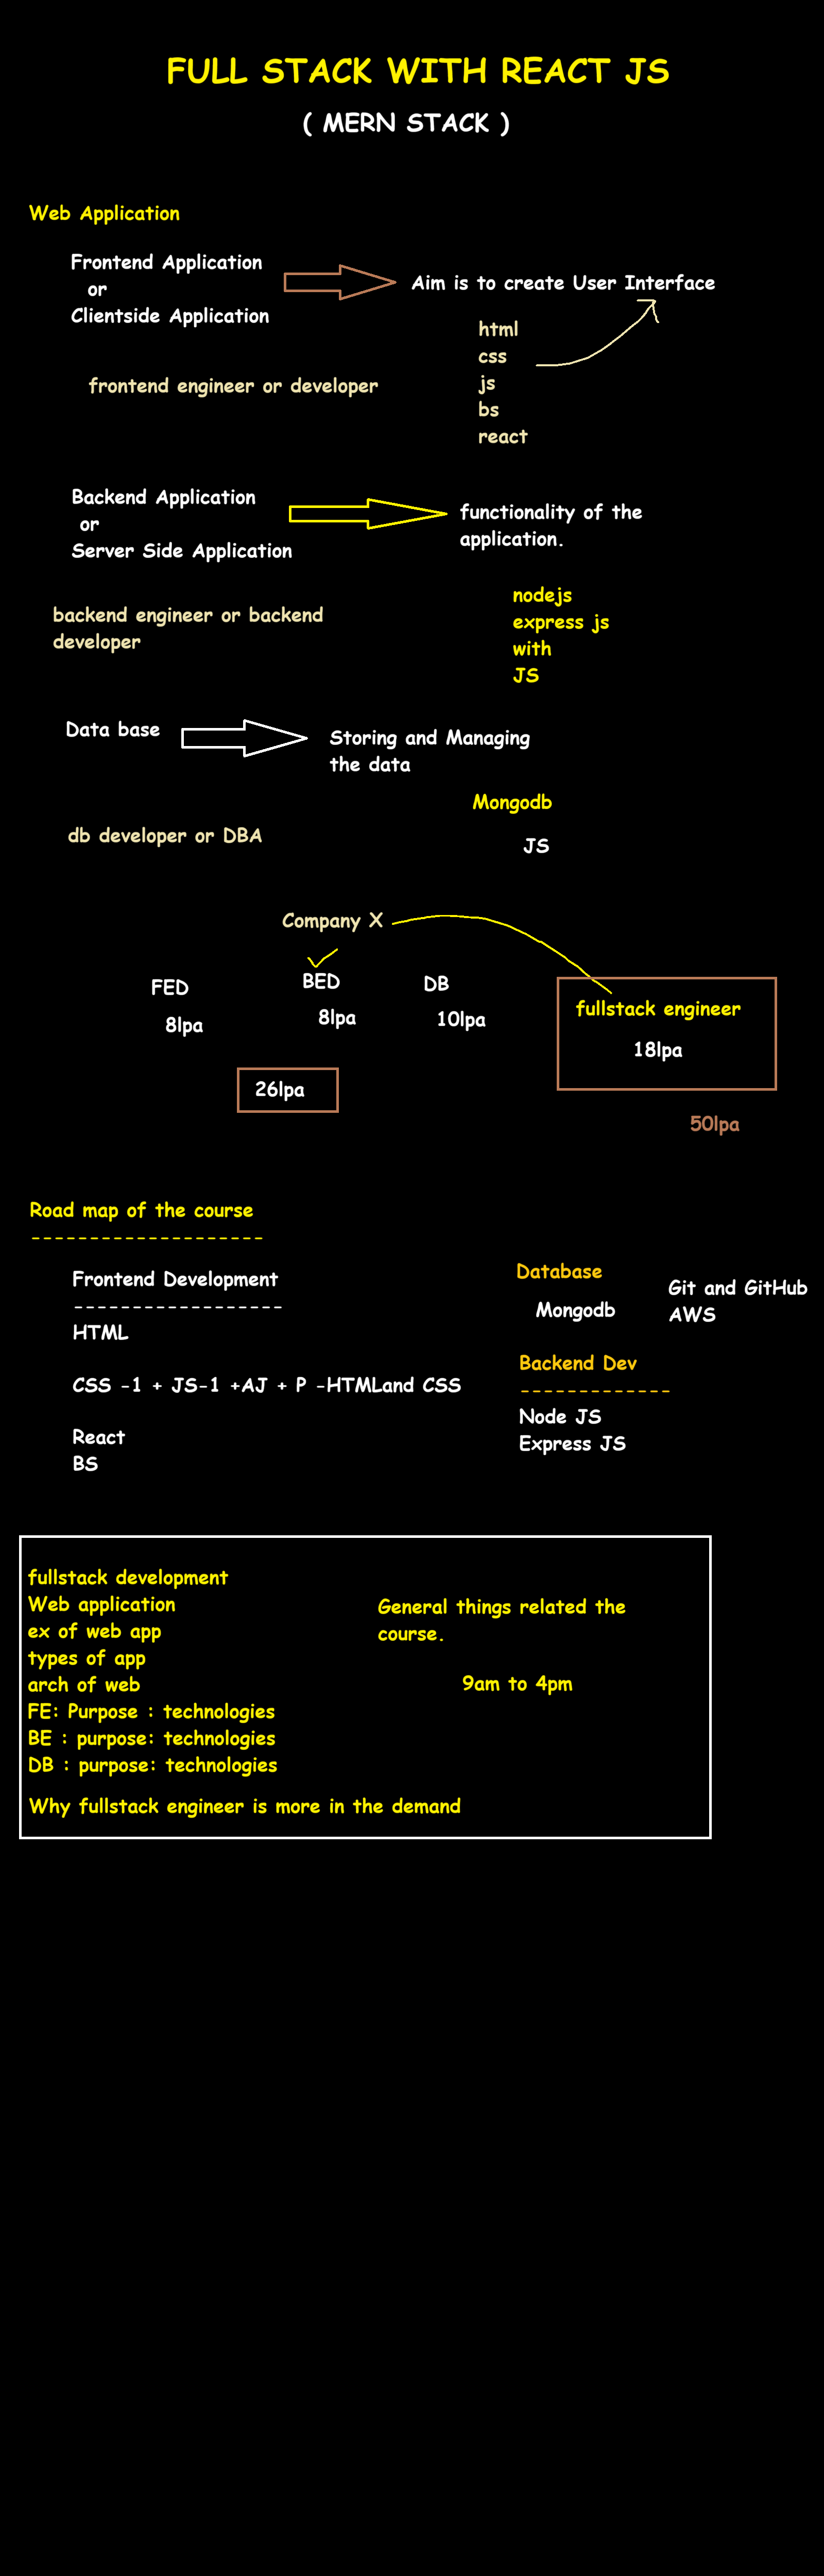 FULL STACK WITH REACT JS
( MERN STACK )
Web Application
Frontend Application
or
Clientside Application
Aim is to create User Interface
html
css
js
bs
react
frontend engineer or developer
Backend Application
or
Server Side Application
functionality of the
application.
backend engineer or backend
developer
nodejs
express js
with
JS
Data base
Storing and Managing
the data
Mongodb
db developer or DBA
JS
Company X
FED
BED
DB
8lpa
8lpa
10lpa
fullstack engineer
18lpa
26lpa
50lpa
Road map of the course
--------------------
Frontend Development
------------------
HTML
CSS -1 + JS-1 +AJ + P -HTMLand CSS
React
BS
Database
Mongodb
Git and GitHub
AWS
Backend Dev
-------------
Node JS
Express JS
fullstack development
Web application
ex of web app
types of app
arch of web
FE: Purpose : technologies
BE : purpose: technologies
DB : purpose: technologies
General things related the
course.
9am to 4pm
Why fullstack engineer is more in the demand